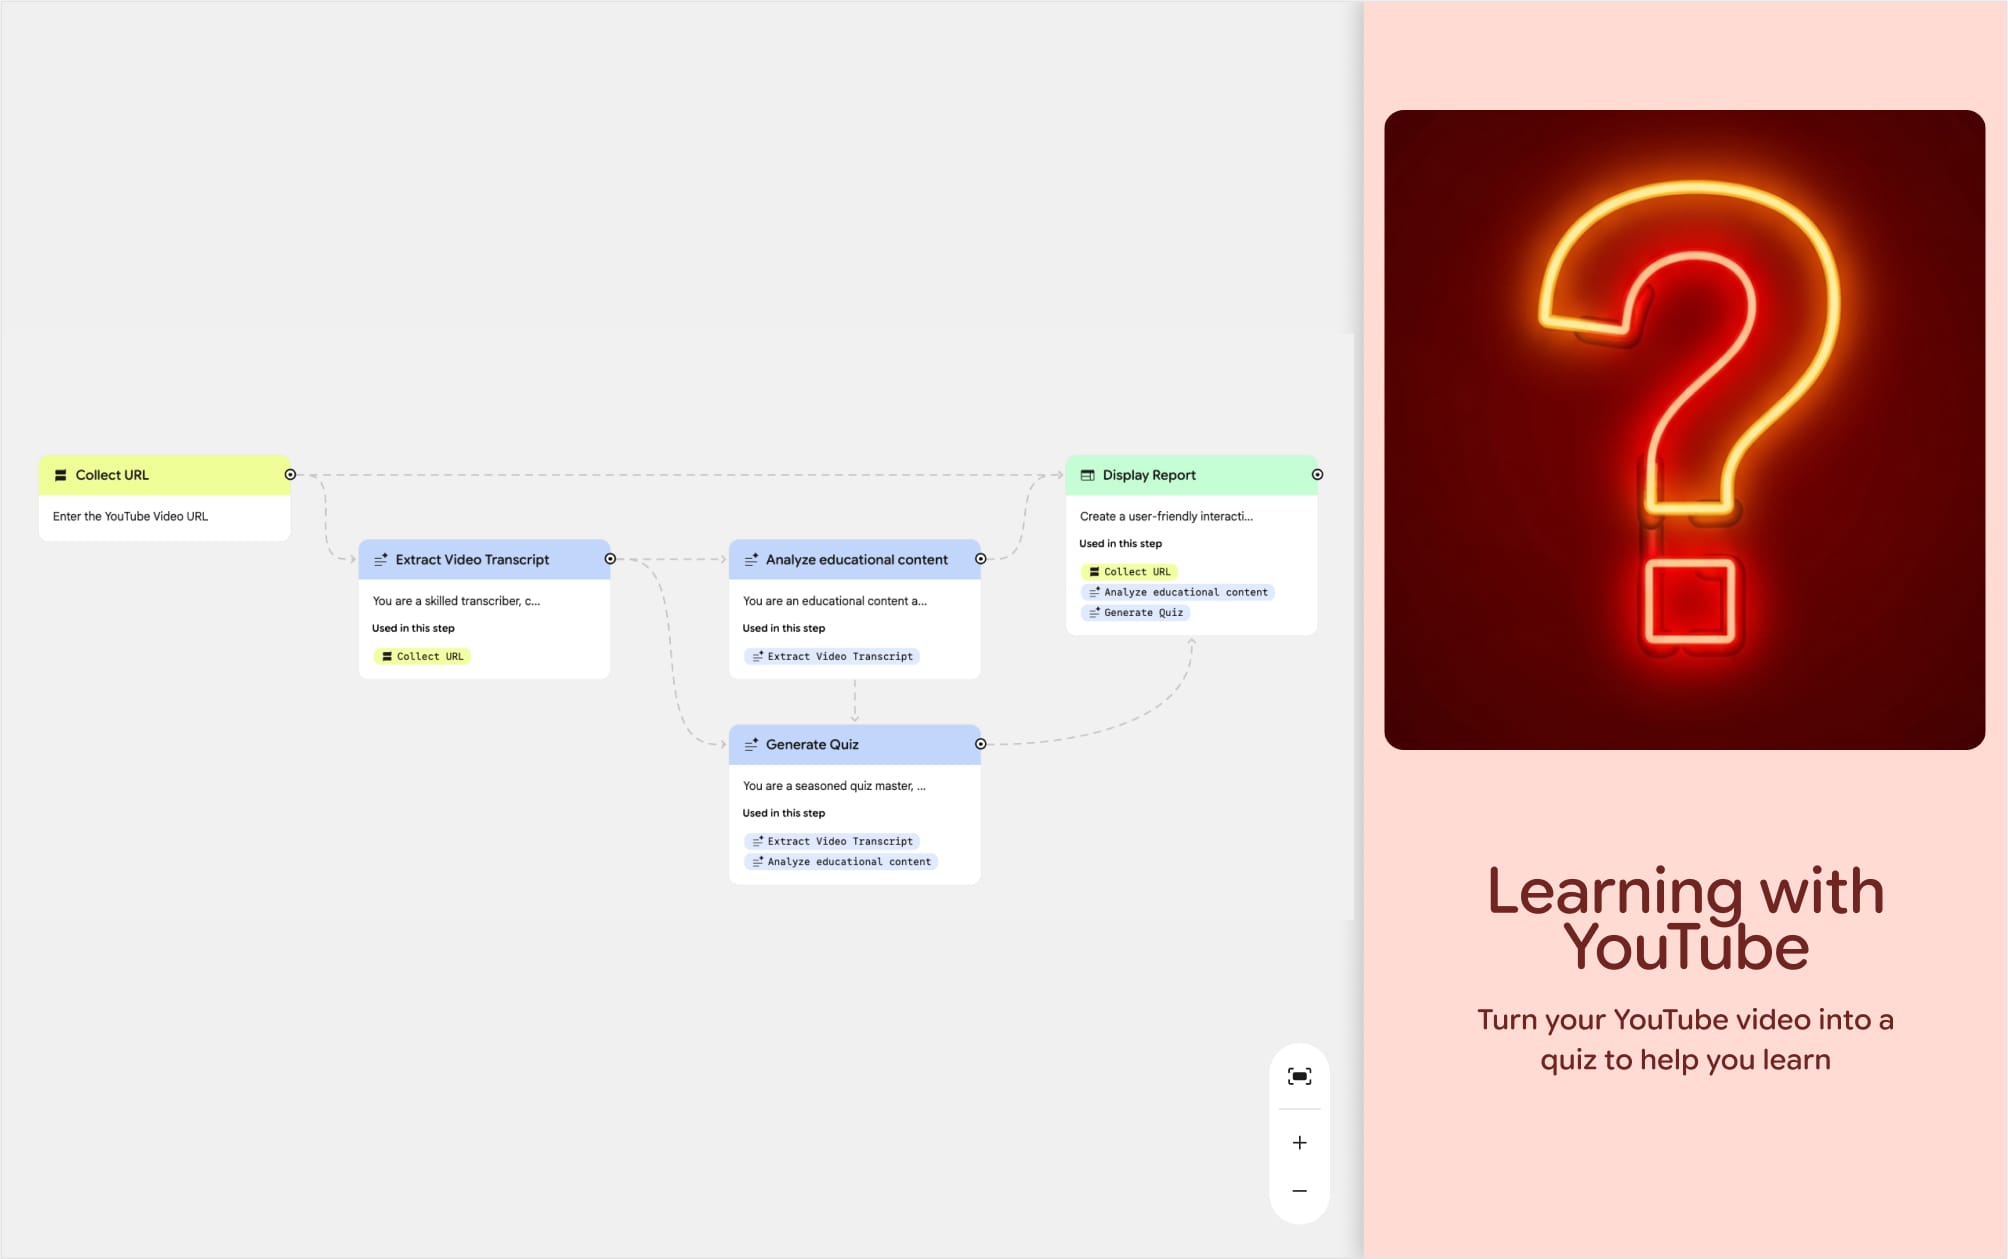 Collect URL
Enter the YouTube Video URL
Extract Video Transcript
You are a skilled transcriber, c...
Used in this step
Collect URL
Analyze educational content
You are an educational content a...
Used in this step
Extract Video Transcript
Generate Quiz
You are a seasoned quiz master, ...
Used in this step
Extract Video Transcript
Analyze educational content
Display Report
Create a user-friendly interacti...
Used in this step
Collect URL
Analyze educational content
Generate Quiz
Learning with
YouTube
Turn your YouTube video into a
quiz to help you learn